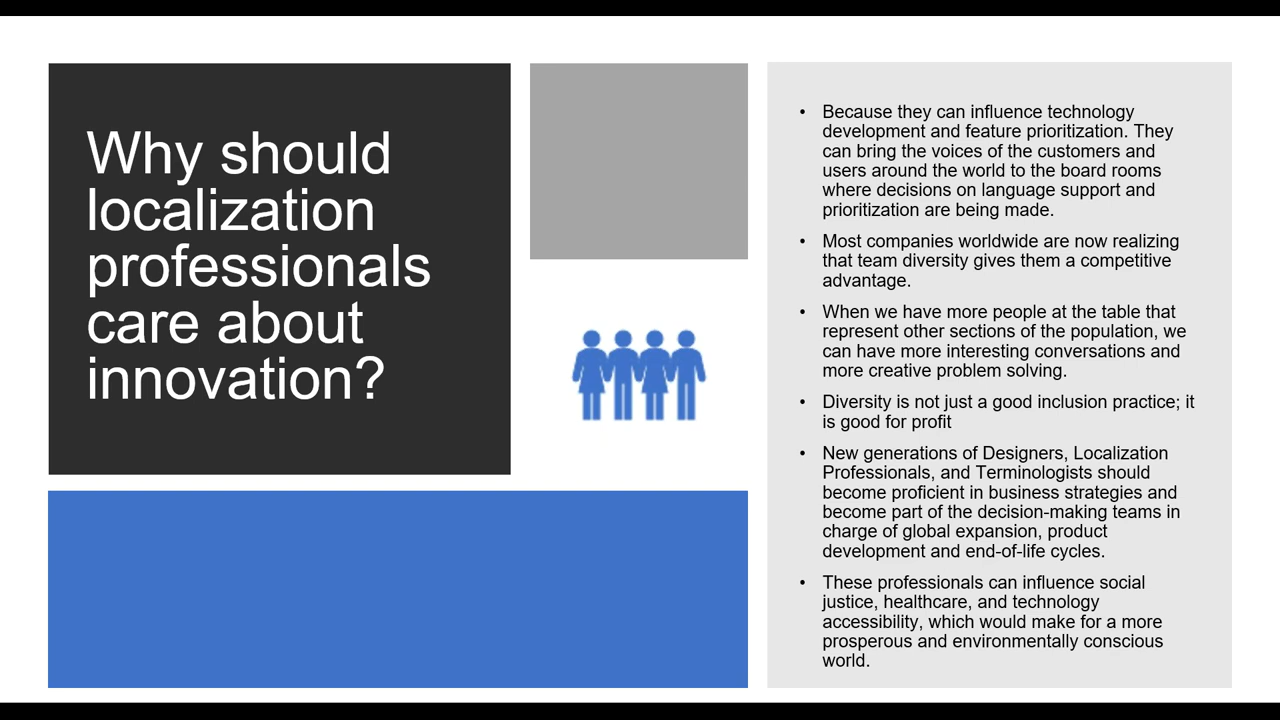 Why should
localization
professionals
care about
innovation?
• Because they can influence technology
development and feature prioritization. They
can bring the voices of the customers and
users around the world to the board rooms
where decisions on language support and
prioritization are being made.
• Most companies worldwide are now realizing
that team diversity gives them a competitive
advantage.
• When we have more people at the table that
represent other sections of the population, we
can have more interesting conversations and
more creative problem solving.
• Diversity is not just a good inclusion practice; it
is good for profit
• New generations of Designers, Localization
Professionals, and Terminologists should
become proficient in business strategies and
become part of the decision-making teams in
charge of global expansion, product
development and end-of-life cycles.
• These professionals can influence social
justice, healthcare, and technology
accessibility, which would make for a more
prosperous and environmentally conscious
world.